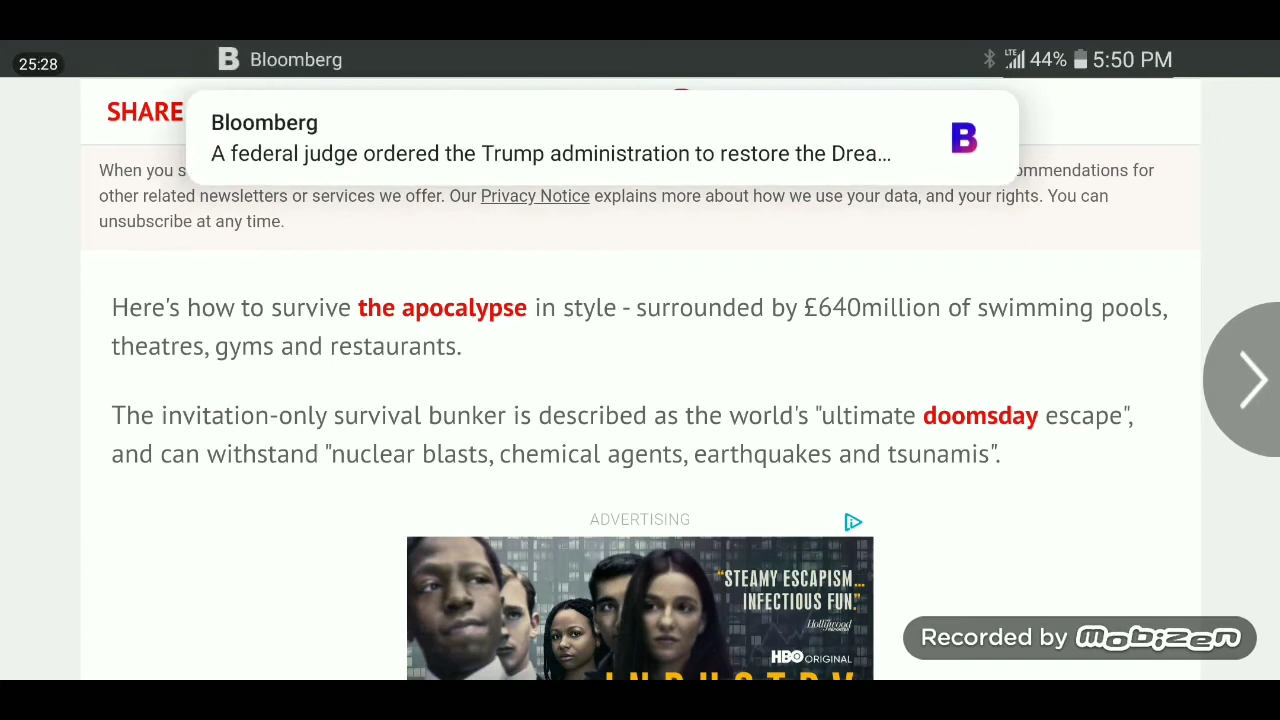 25:28
B Bloomberg
LTE 44% 5:50 PM
SHARE
Bloomberg
A federal judge ordered the Trump administration to restore the Drea...
B
When you s
ommendations for
other related newsletters or services we offer. Our Privacy Notice explains more about how we use your data, and your rights. You can
unsubscribe at any time.
Here's how to survive the apocalypse in style - surrounded by £640million of swimming pools,
theatres, gyms and restaurants.
The invitation-only survival bunker is described as the world's "ultimate doomsday escape",
and can withstand "nuclear blasts, chemical agents, earthquakes and tsunamis".
ADVERTISING
"STEAMY ESCAPISM...
INFECTIOUS FUN."
Hollywood
REPORTER
HBO ORIGINAL
INDUSTRY
Recorded by mobizen